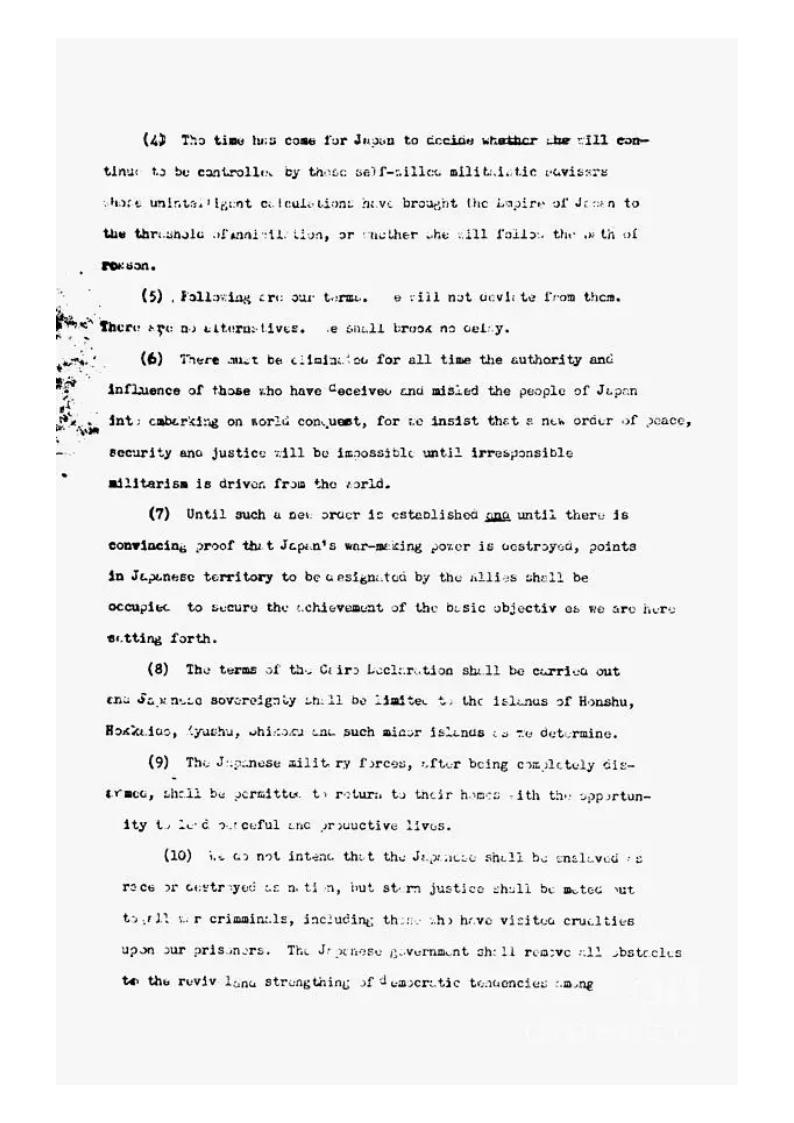 (4) The time has come for Japan to decide whether she will con-
tinue to be controlled by those self-willed militaistic advisers
whose unintelligent calculations have brought the Empire of Japan to
the threshold of annihilation, or whether she will follow the path of
reason.
(5) Following are our terms. e will not deviate from them.
There are no alternatives. e shall brook no delay.
(6) There must be eliminated for all time the authority and
influence of those who have deceived and misled the people of Japan
into embarking on world conquest, for we insist that a new order of peace,
security and justice will be impossible until irresponsible
militarism is driven from the world.
(7) Until such a new order is established and until there is
convincing proof that Japan's war-making power is destroyed, points
in Japanese territory to be designated by the Allies shall be
occupied to secure the achievement of the basic objectiv es we are here
setting forth.
(8) The terms of the Cairo Declaration shall be carried out
and Japanese sovereignty shall be limited to the islands of Honshu,
Hokkaido, Kyushu, Shikoku and such minor islands as we determine.
(9) The Japanese military forces, after being completely dis-
armed, shall be permitted to return to their homes with the opportun-
ity to lead peaceful and productive lives.
(10) We do not intend that the Japanese shall be enslaved as
race or destroyed as nation, but stern justice shall be meted out
to all war crimminals, including those who have visited cruelties
upon our prisoners. The Japanese government shall remove all obstacles
to the reviv land strengthing of democratic tendencies among